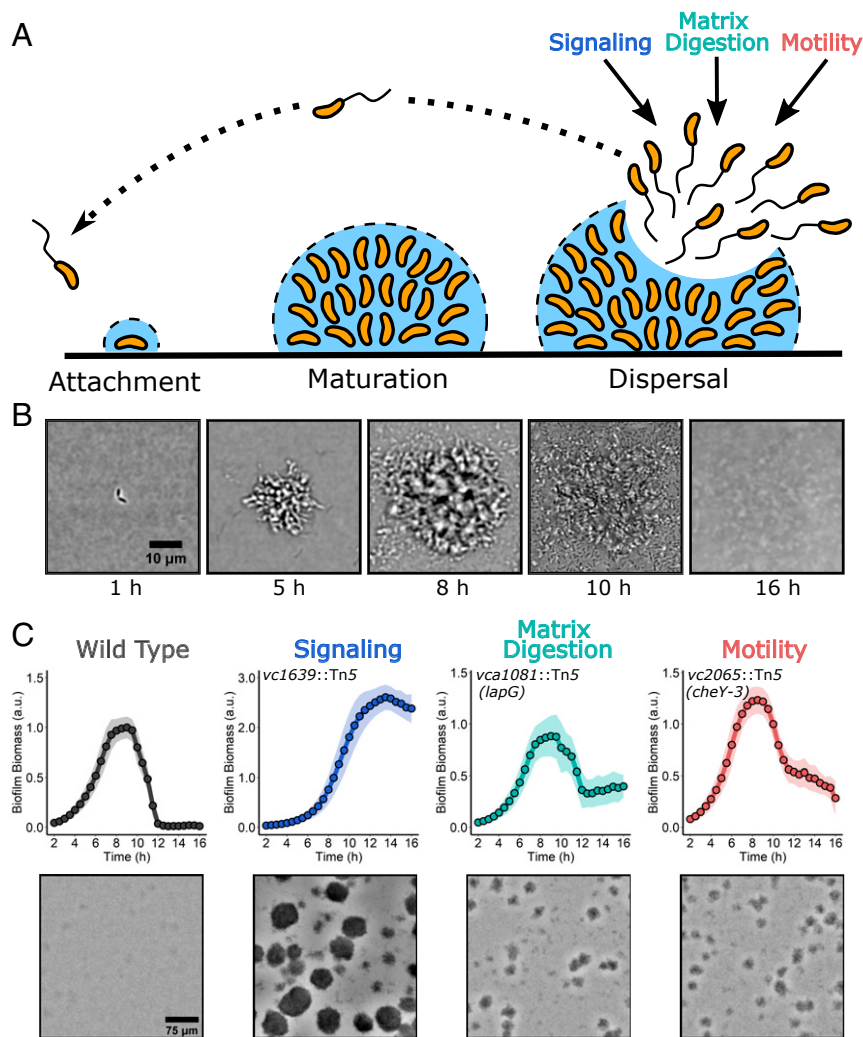 A
Signaling
Matrix
Digestion
Motility
Attachment
Maturation
Dispersal
B
10 µm
1 h
5 h
8 h
10 h
16 h
C
Wild Type
Signaling
Matrix
Digestion
Motility
vc1639::Tn5
vca1081::Tn5
(lapG)
vc2065::Tn5
(cheY-3)
Biofilm Biomass (a.u.)
1.5
1.0
0.5
0.0
2 4 6 8 10 12 14 16
Time (h)
Biofilm Biomass (a.u.)
3.0
2.0
1.0
0.0
2 4 6 8 10 12 14 16
Time (h)
Biofilm Biomass (a.u.)
1.5
1.0
0.5
0.0
2 4 6 8 10 12 14 16
Time (h)
Biofilm Biomass (a.u.)
1.5
1.0
0.5
0.0
2 4 6 8 10 12 14 16
Time (h)
75 µm